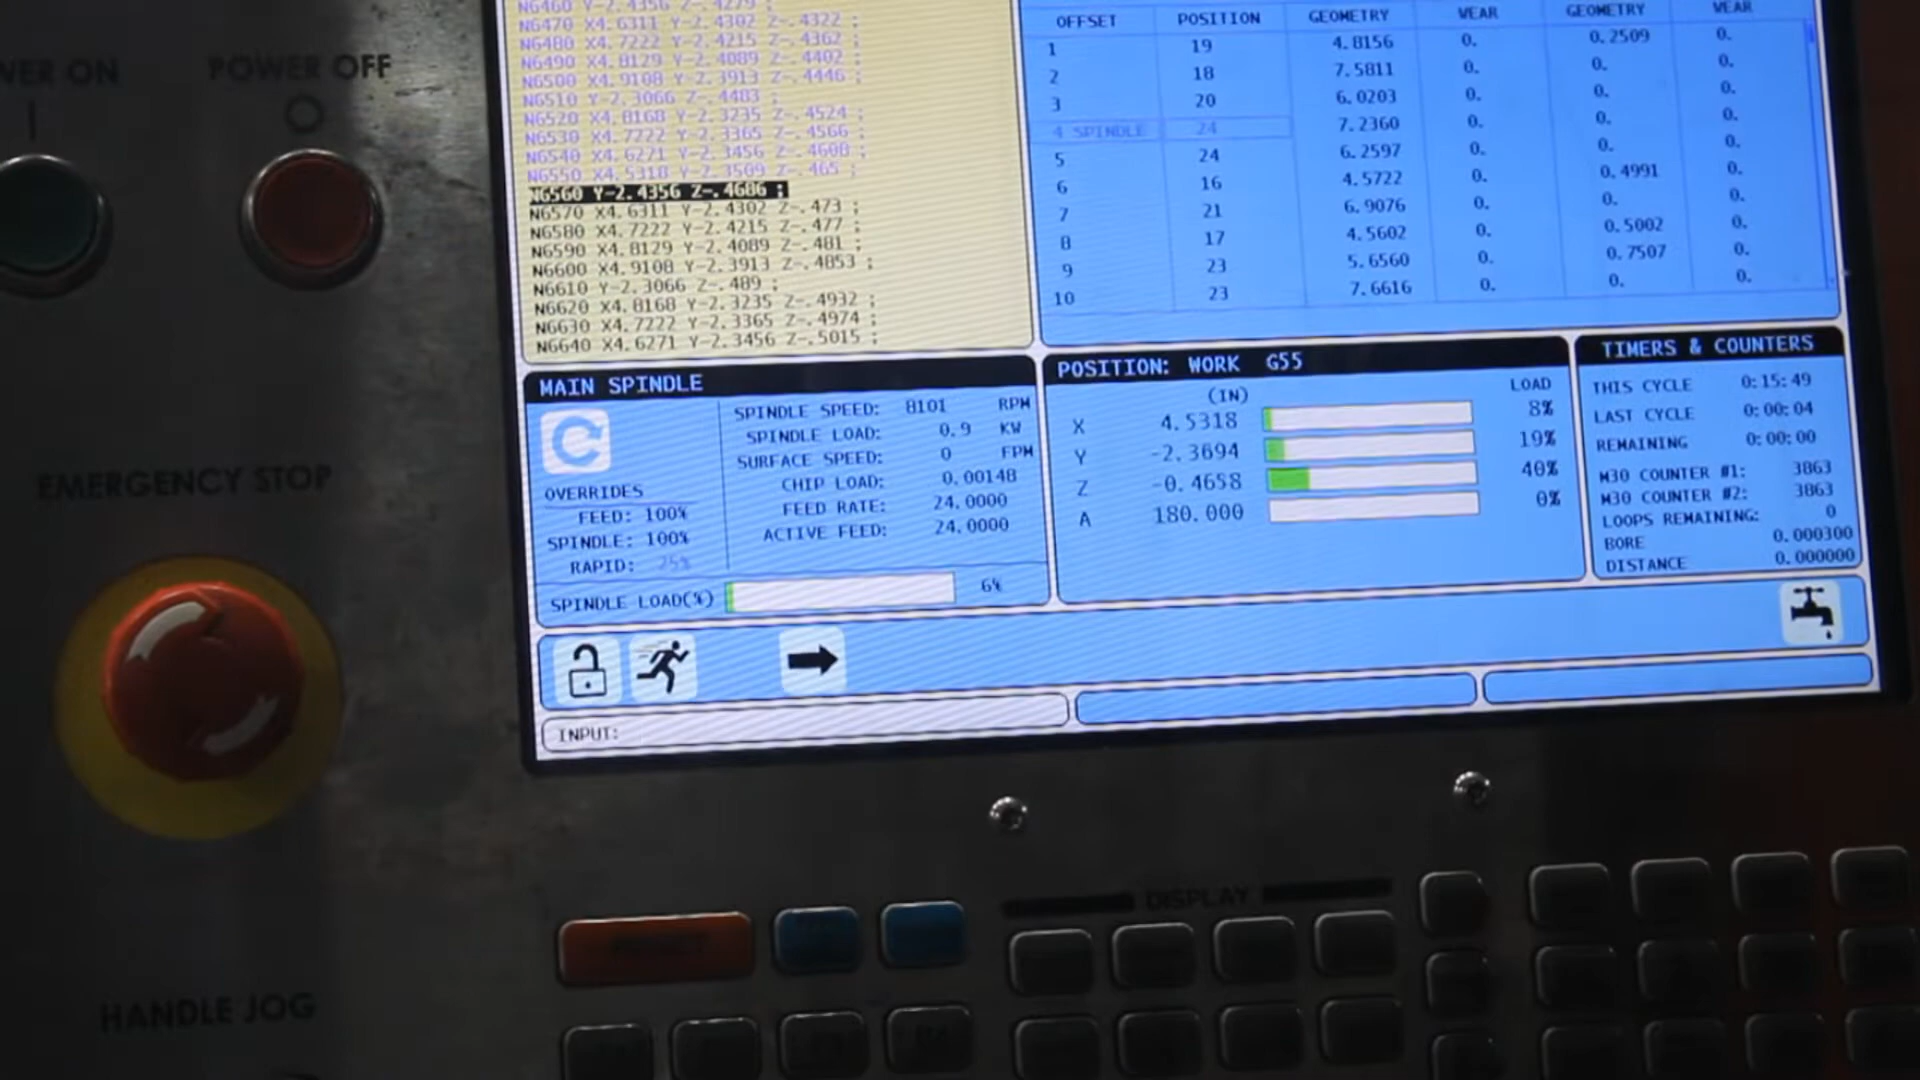 POWER OFF
EMERGENCY STOP
HANDLE JOG
N6460 Y-2.4356 Z-.4279 ;
N6470 X4.6311 Y-2.4302 Z-.4322 ;
N6480 X4.7222 Y-2.4215 Z-.4362 ;
N6490 X4.8129 Y-2.4089 Z-.4402 ;
N6500 X4.9108 Y-2.3913 Z-.4446 ;
N6510 Y-2.3066 Z-.4483 ;
N6520 X4.8168 Y-2.3235 Z-.4524 ;
N6530 X4.7222 Y-2.3365 Z-.4566 ;
N6540 X4.6271 Y-2.3456 Z-.4608 ;
N6550 X4.5318 Y-2.3509 Z-.465 ;
N6560 Y-2.4356 Z-.4686 ;
N6570 X4.6311 Y-2.4302 Z-.473 ;
N6580 X4.7222 Y-2.4215 Z-.477 ;
N6590 X4.8129 Y-2.4089 Z-.481 ;
N6600 X4.9108 Y-2.3913 Z-.4853 ;
N6610 Y-2.3066 Z-.489 ;
N6620 X4.8168 Y-2.3235 Z-.4932 ;
N6630 X4.7222 Y-2.3365 Z-.4974 ;
N6640 X4.6271 Y-2.3456 Z-.5015 ;
OFFSET POSITION GEOMETRY WEAR GEOMETRY WEAR
1 19 4.8156 0. 0.2509 0.
2 18 7.5811 0. 0. 0.
3 20 6.0203 0. 0. 0.
4 SPINDLE 24 7.2360 0. 0. 0.
5 24 6.2597 0. 0. 0.
6 16 4.5722 0. 0.4991 0.
7 21 6.9076 0. 0. 0.
8 17 4.5602 0. 0.5002 0.
9 23 5.6560 0. 0.7507 0.
10 23 7.6616 0. 0. 0.
MAIN SPINDLE
SPINDLE SPEED: 8101 RPM
SPINDLE LOAD: 0.9 KW
SURFACE SPEED: 0 FPM
CHIP LOAD: 0.00148
FEED RATE: 24.0000
ACTIVE FEED: 24.0000
OVERRIDES
FEED: 100%
SPINDLE: 100%
RAPID: 25%
SPINDLE LOAD(%) 6%
POSITION: WORK G55
(IN) LOAD
X 4.5318 8%
Y -2.3694 19%
Z -0.4658 40%
A 180.000 0%
TIMERS & COUNTERS
THIS CYCLE 0:15:49
LAST CYCLE 0:00:04
REMAINING 0:00:00
M30 COUNTER #1: 3863
M30 COUNTER #2: 3863
LOOPS REMAINING: 0
BORE 0.000300
DISTANCE 0.000000
INPUT:
DISPLAY